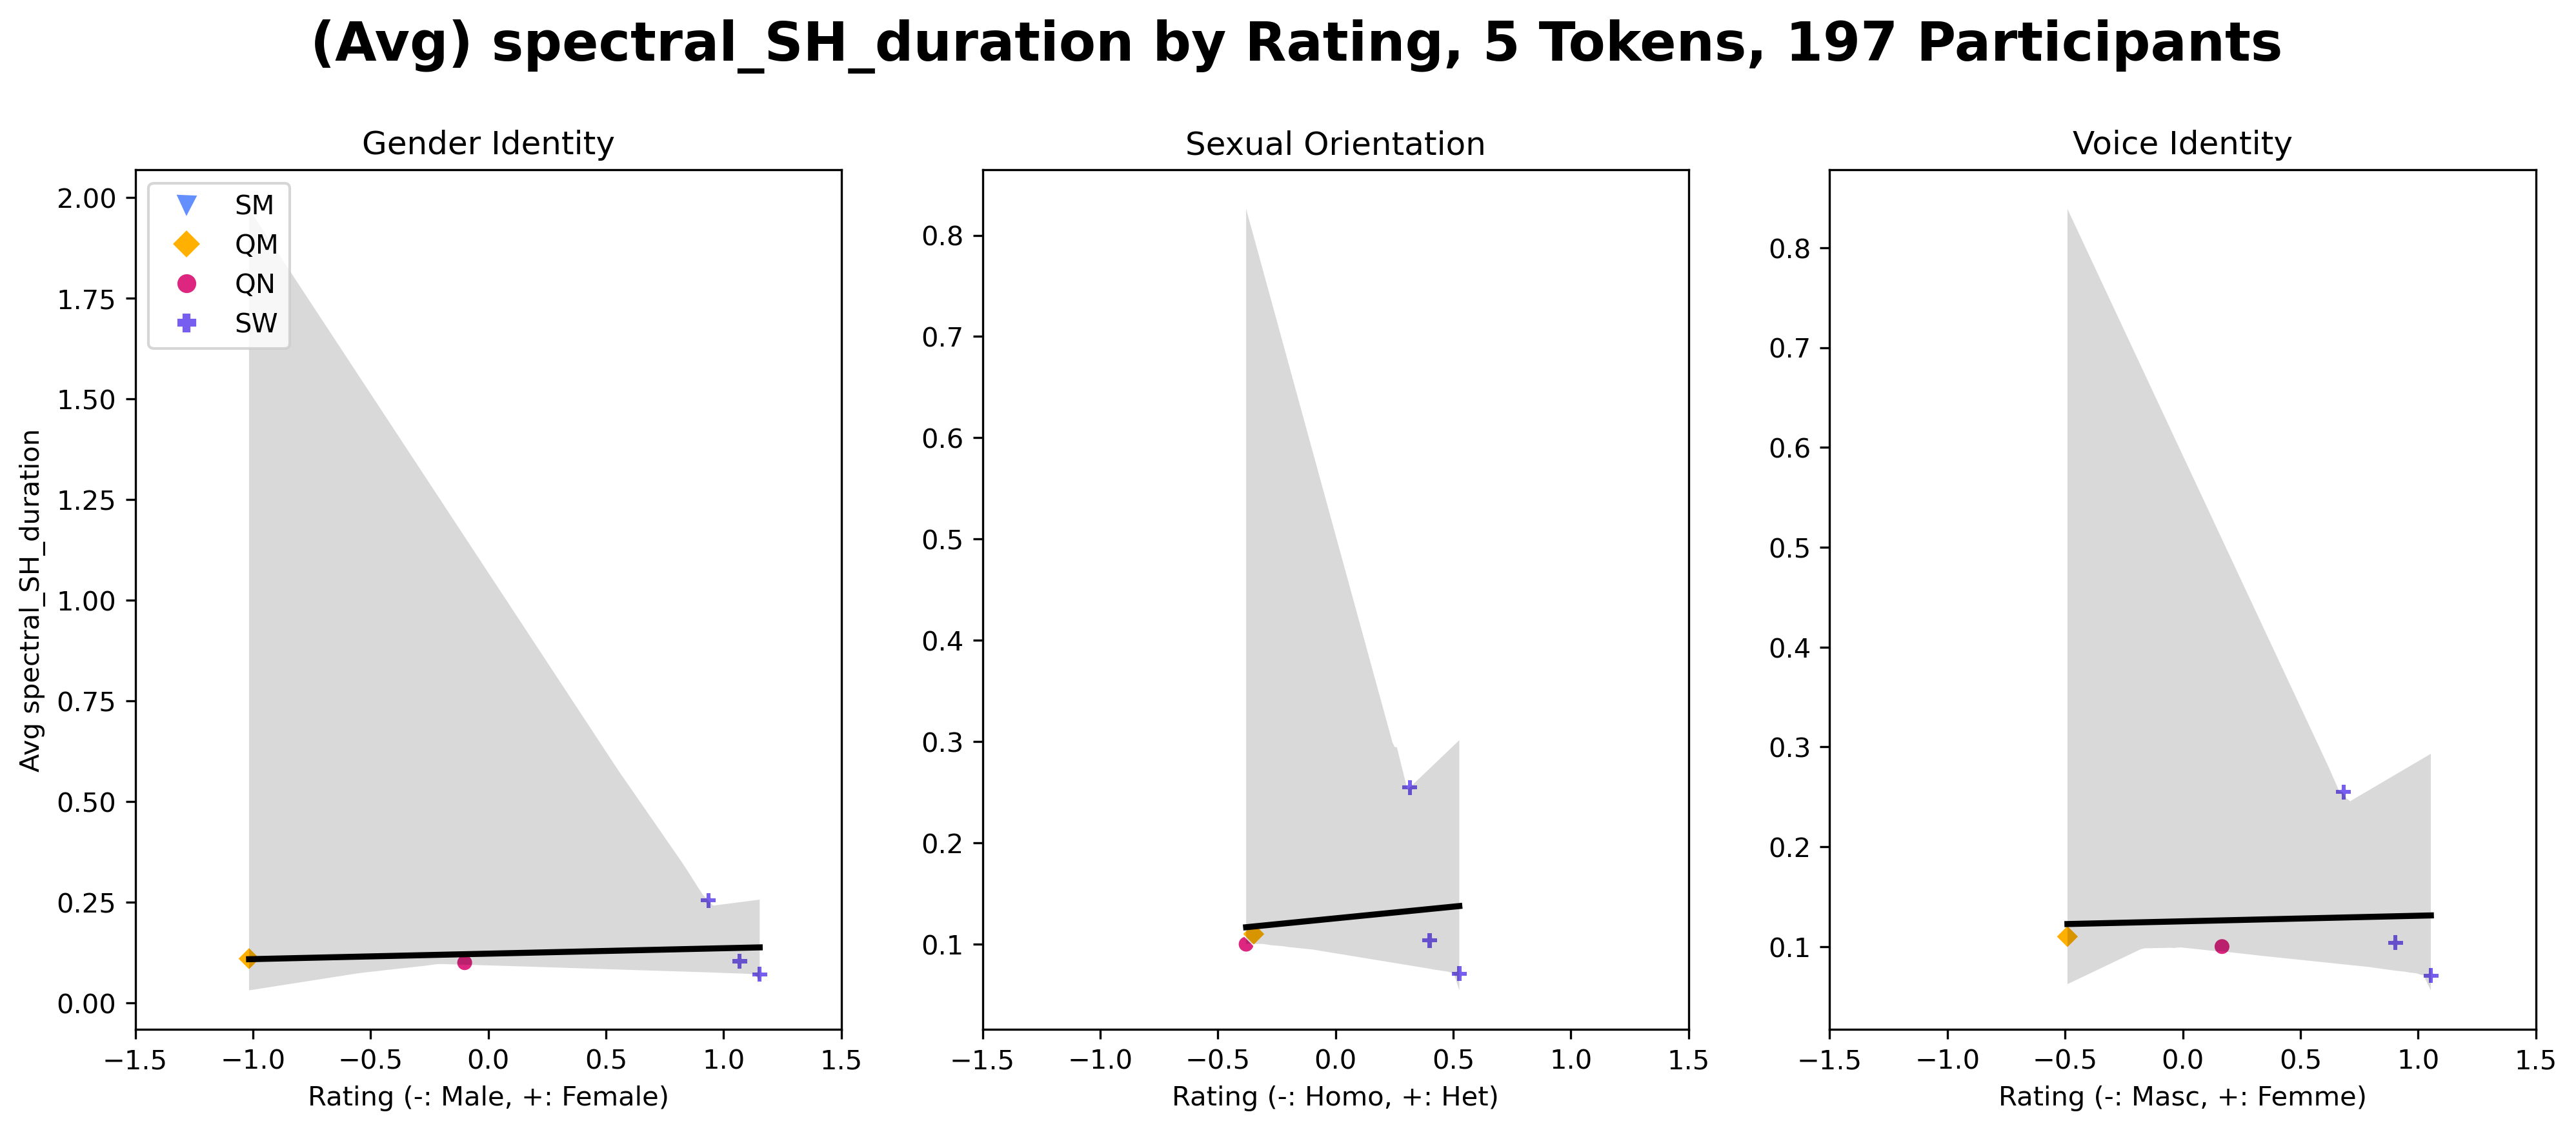 (Avg) spectral_SH_duration by Rating, 5 Tokens, 197 Participants
Gender Identity
2.00
1.75
1.50
1.25
1.00
0.75
0.50
0.25
0.00
Avg spectral_SH_duration
SM
QM
QN
SW
−1.5 −1.0 −0.5 0.0 0.5 1.0 1.5
Rating (-: Male, +: Female)
Sexual Orientation
0.8
0.7
0.6
0.5
0.4
0.3
0.2
0.1
−1.5 −1.0 −0.5 0.0 0.5 1.0 1.5
Rating (-: Homo, +: Het)
Voice Identity
0.8
0.7
0.6
0.5
0.4
0.3
0.2
0.1
−1.5 −1.0 −0.5 0.0 0.5 1.0 1.5
Rating (-: Masc, +: Femme)